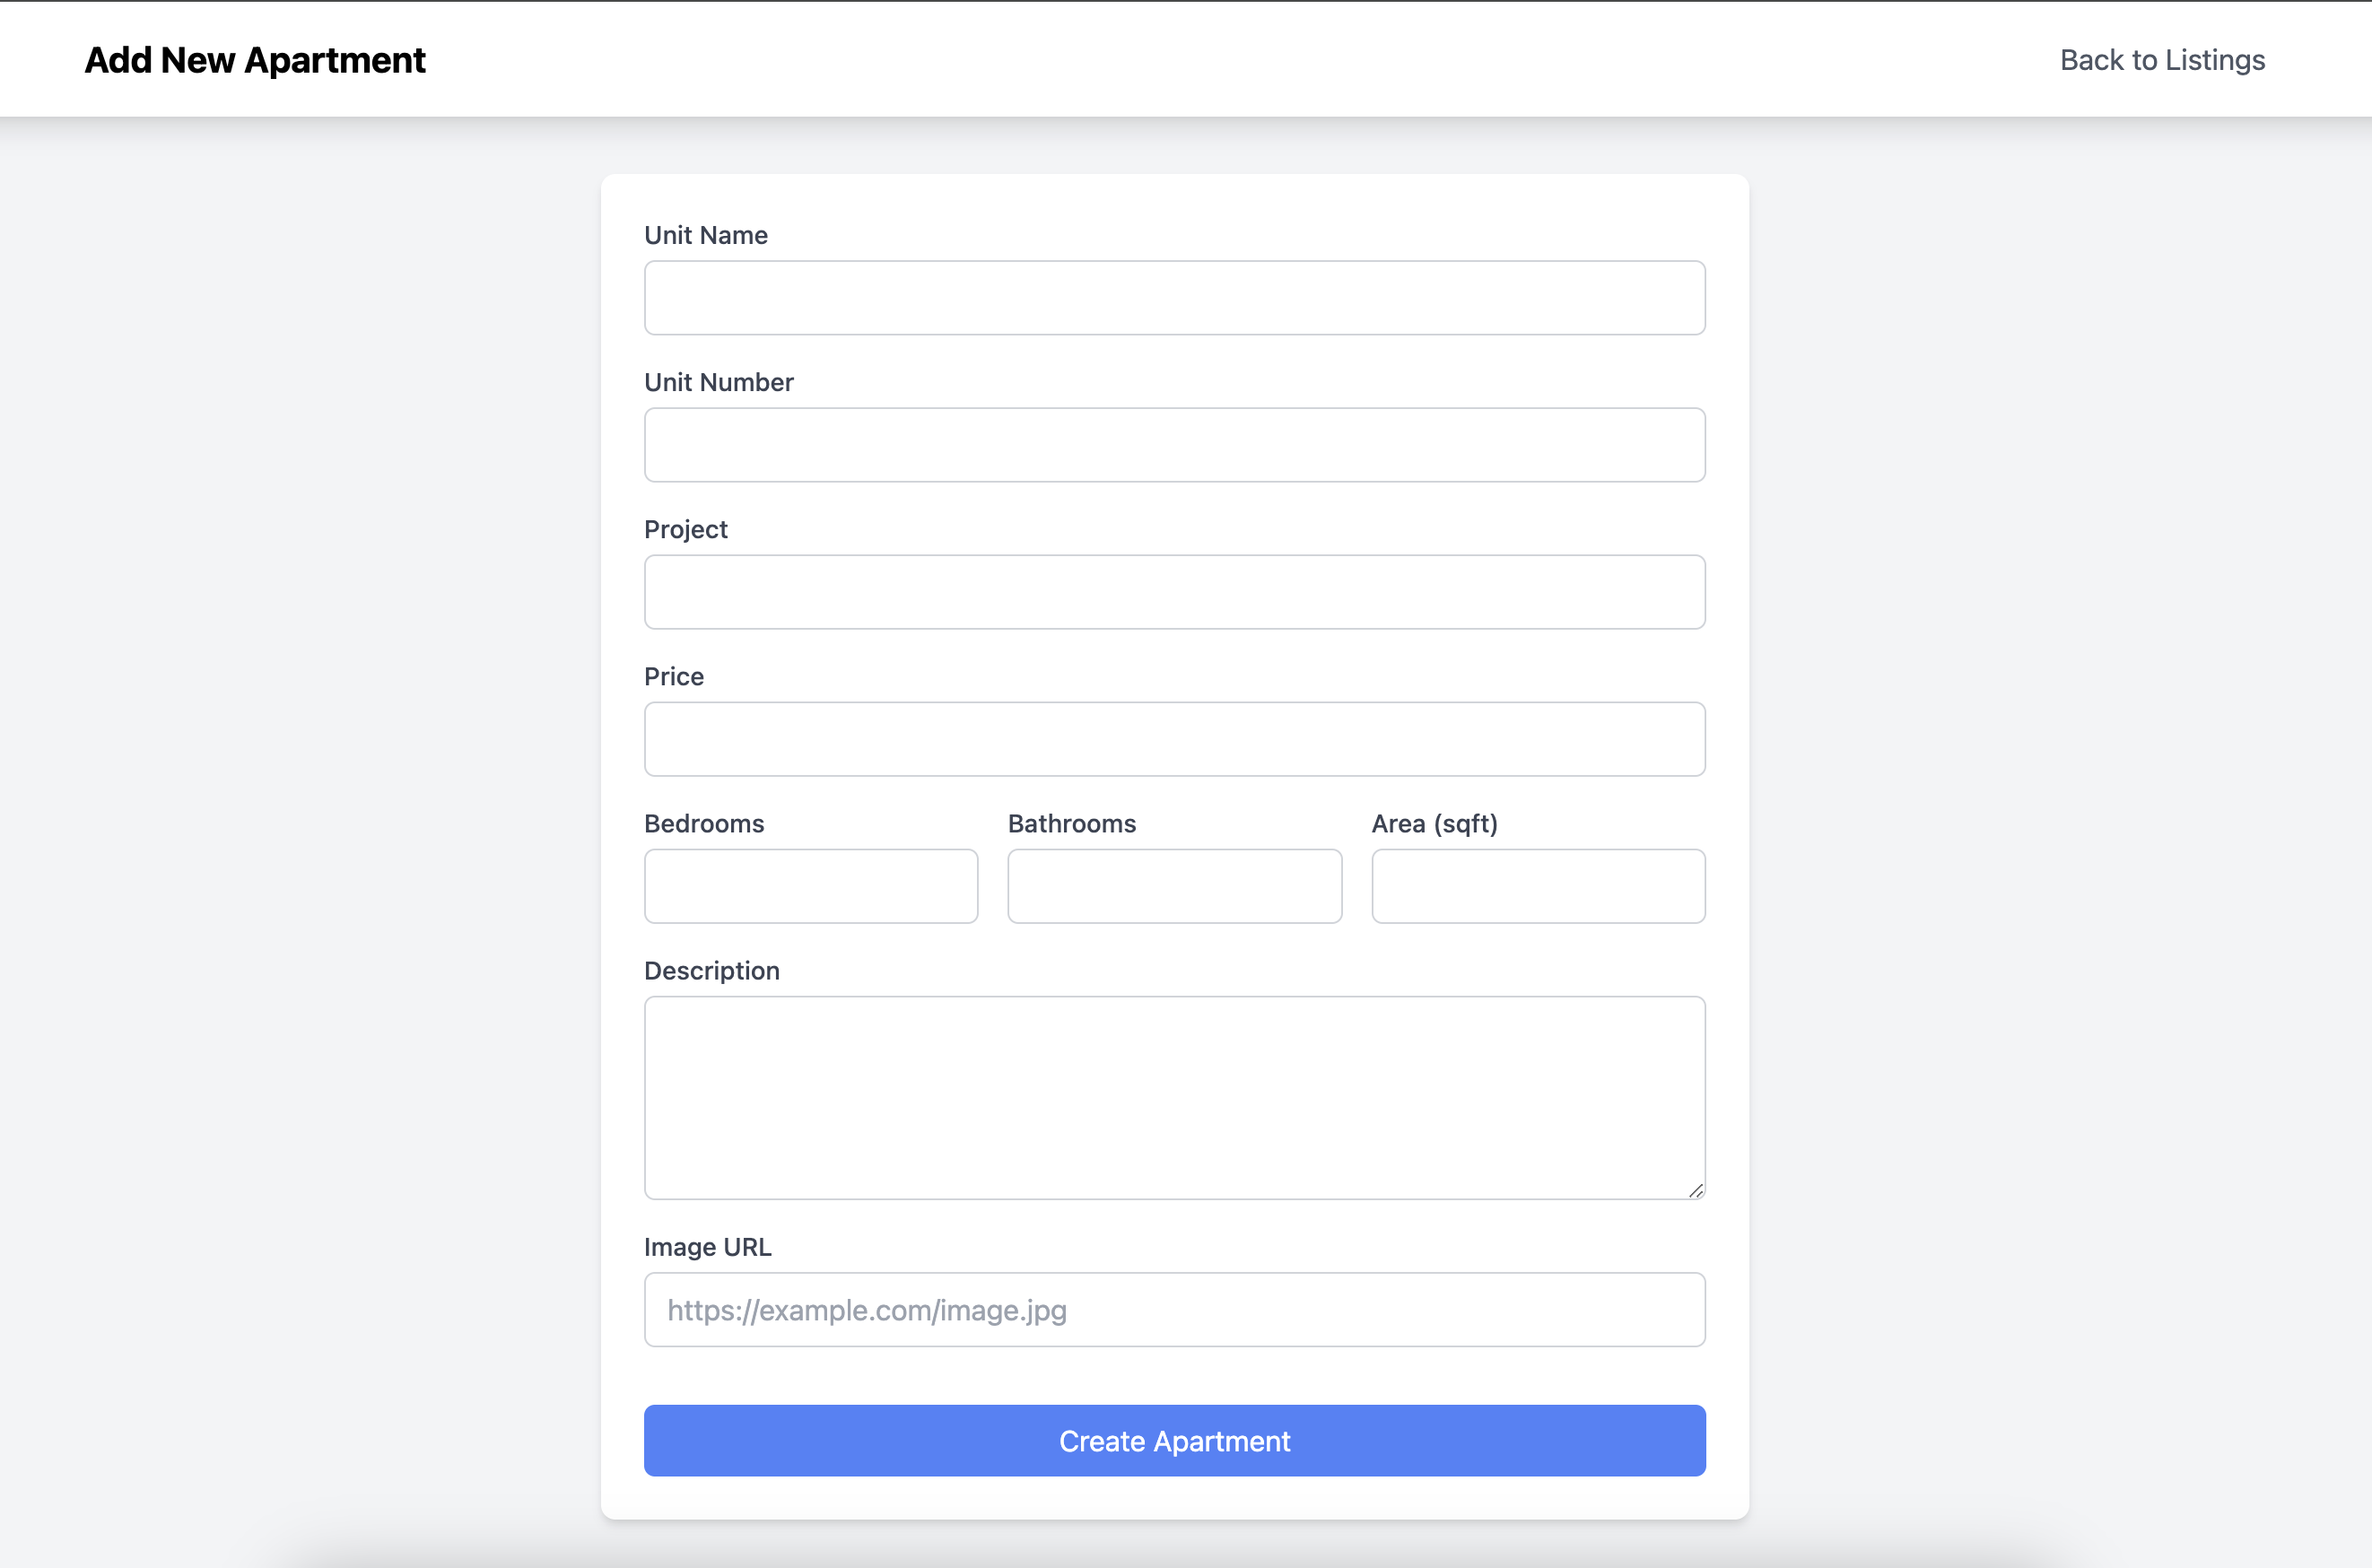 Add New Apartment
Back to Listings
Unit Name
Unit Number
Project
Price
Bedrooms Bathrooms Area (sqft)
Description
Image URL
https://example.com/image.jpg
Create Apartment